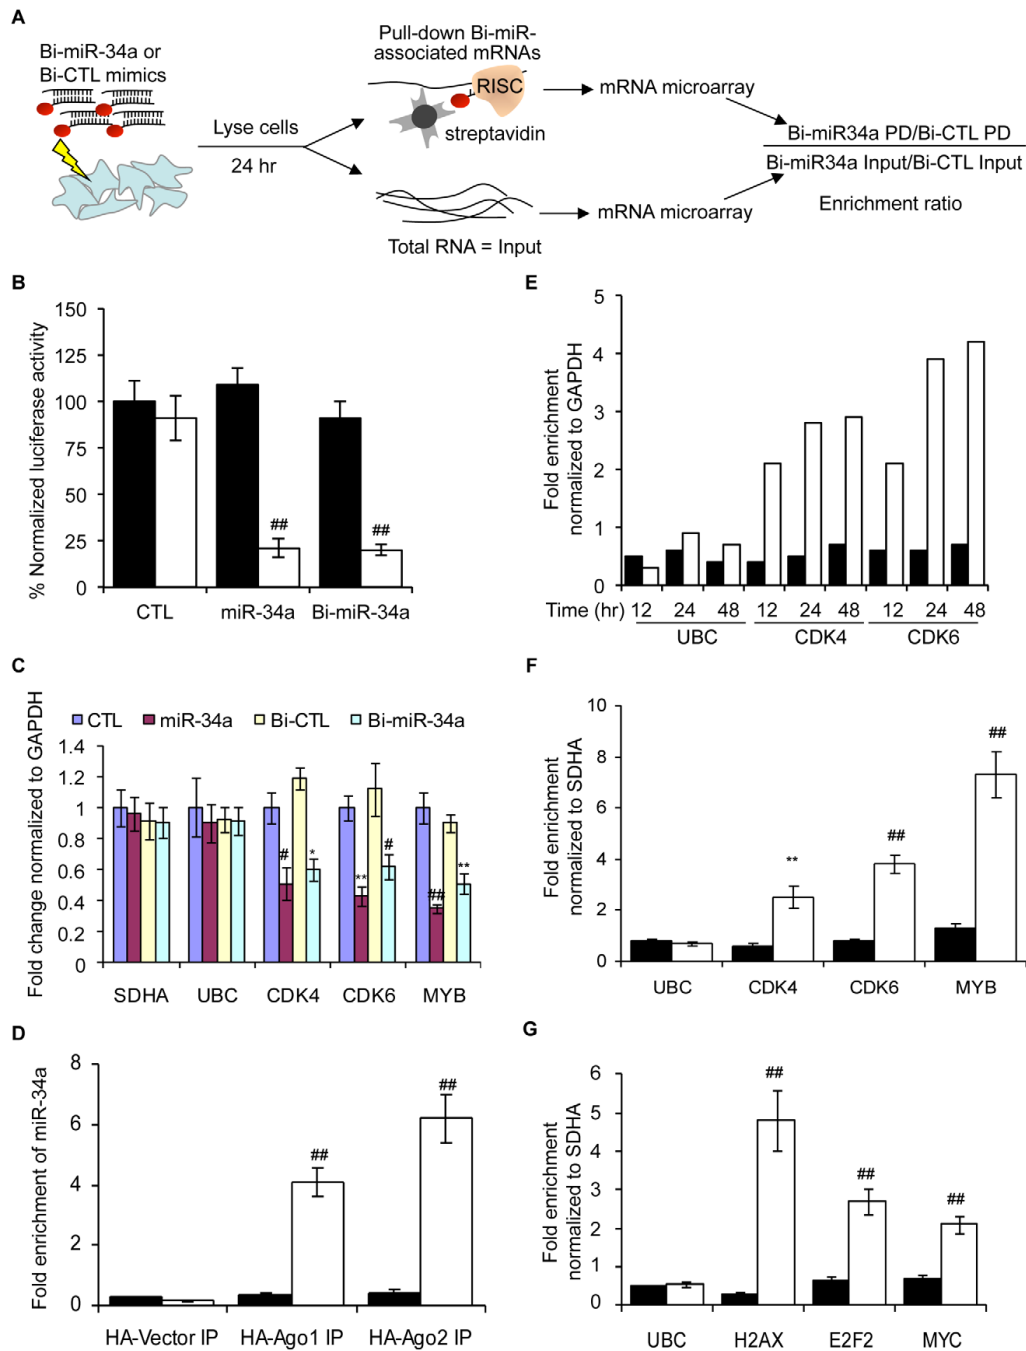 A
Bi-miR-34a or
Bi-CTL mimics
Lyse cells
24 hr
Pull-down Bi-miR-
associated mRNAs
RISC
streptavidin
mRNA microarray
Total RNA = Input
mRNA microarray
Bi-miR34a PD/Bi-CTL PD
Bi-miR34a Input/Bi-CTL Input
Enrichment ratio
B
% Normalized luciferase activity
150
125
100
75
50
25
0
##
##
CTL miR-34a Bi-miR-34a
C
Fold change normalized to GAPDH
CTL miR-34a Bi-CTL Bi-miR-34a
1.4
1.2
1
0.8
0.6
0.4
0.2
0
# * ** # ## **
SDHA UBC CDK4 CDK6 MYB
D
Fold enrichment of miR-34a
8
6
4
2
0
##
##
HA-Vector IP HA-Ago1 IP HA-Ago2 IP
E
Fold enrichment
normalized to GAPDH
5
4
3
2
1
0
Time (hr) 12 24 48 12 24 48 12 24 48
UBC CDK4 CDK6
F
Fold enrichment
normalized to SDHA
10
8
6
4
2
0
**
##
##
UBC CDK4 CDK6 MYB
G
Fold enrichment
normalized to SDHA
6
5
4
3
2
1
0
##
##
##
UBC H2AX E2F2 MYC